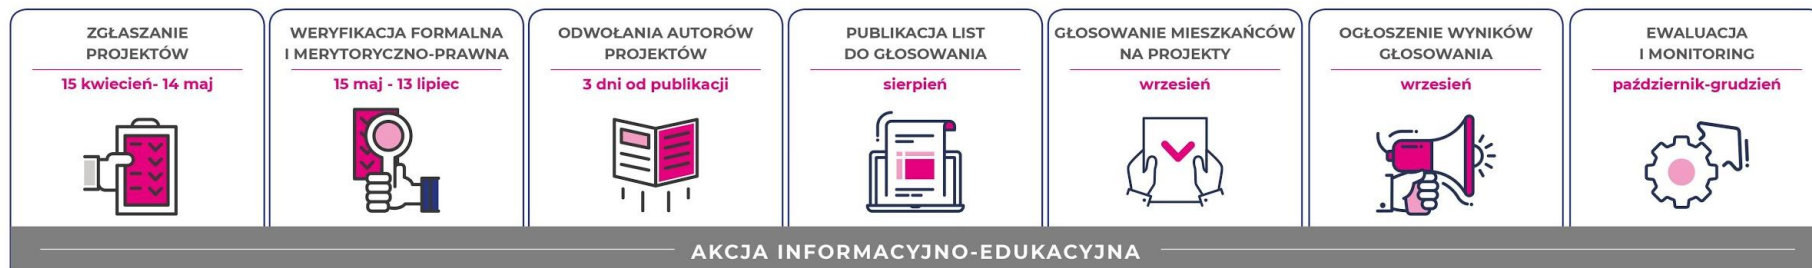 ZGŁASZANIE
PROJEKTÓW
15 kwiecień- 14 maj
WERYFIKACJA FORMALNA
I MERYTORYCZNO-PRAWNA
15 maj - 13 lipiec
ODWOŁANIA AUTORÓW
PROJEKTÓW
3 dni od publikacji
PUBLIKACJA LIST
DO GŁOSOWANIA
sierpień
GŁOSOWANIE MIESZKAŃCÓW
NA PROJEKTY
wrzesień
OGŁOSZENIE WYNIKÓW
GŁOSOWANIA
wrzesień
EWALUACJA
I MONITORING
październik-grudzień
AKCJA INFORMACYJNO-EDUKACYJNA